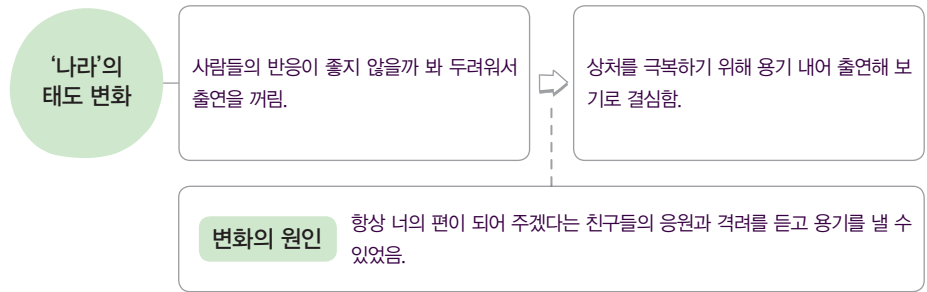 ‘나라’의
태도 변화
사람들의 반응이 좋지 않을까 봐 두려워서
출연을 꺼림.
상처를 극복하기 위해 용기 내어 출연해 보
기로 결심함.
변화의 원인
항상 너의 편이 되어 주겠다는 친구들의 응원과 격려를 듣고 용기를 낼 수
있었음.